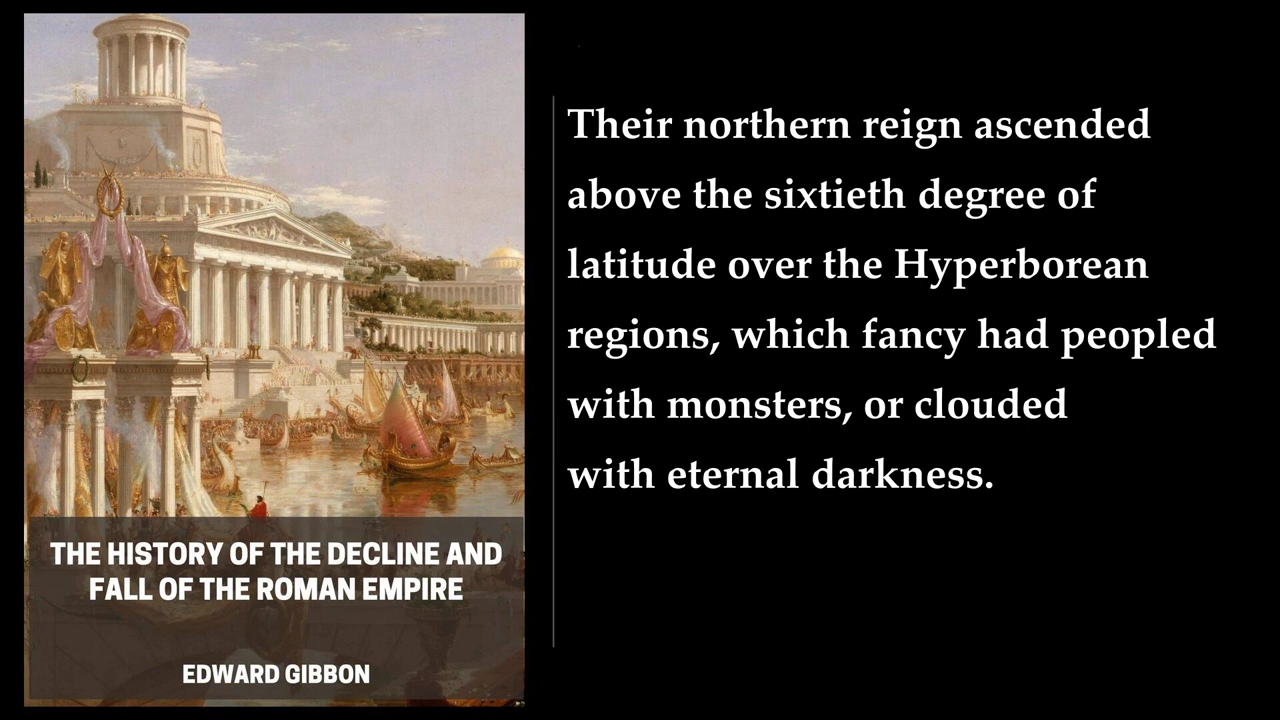 Their northern reign ascended
above the sixtieth degree of
latitude over the Hyperborean
regions, which fancy had peopled
with monsters, or clouded
with eternal darkness.
THE HISTORY OF THE DECLINE AND
FALL OF THE ROMAN EMPIRE
EDWARD GIBBON